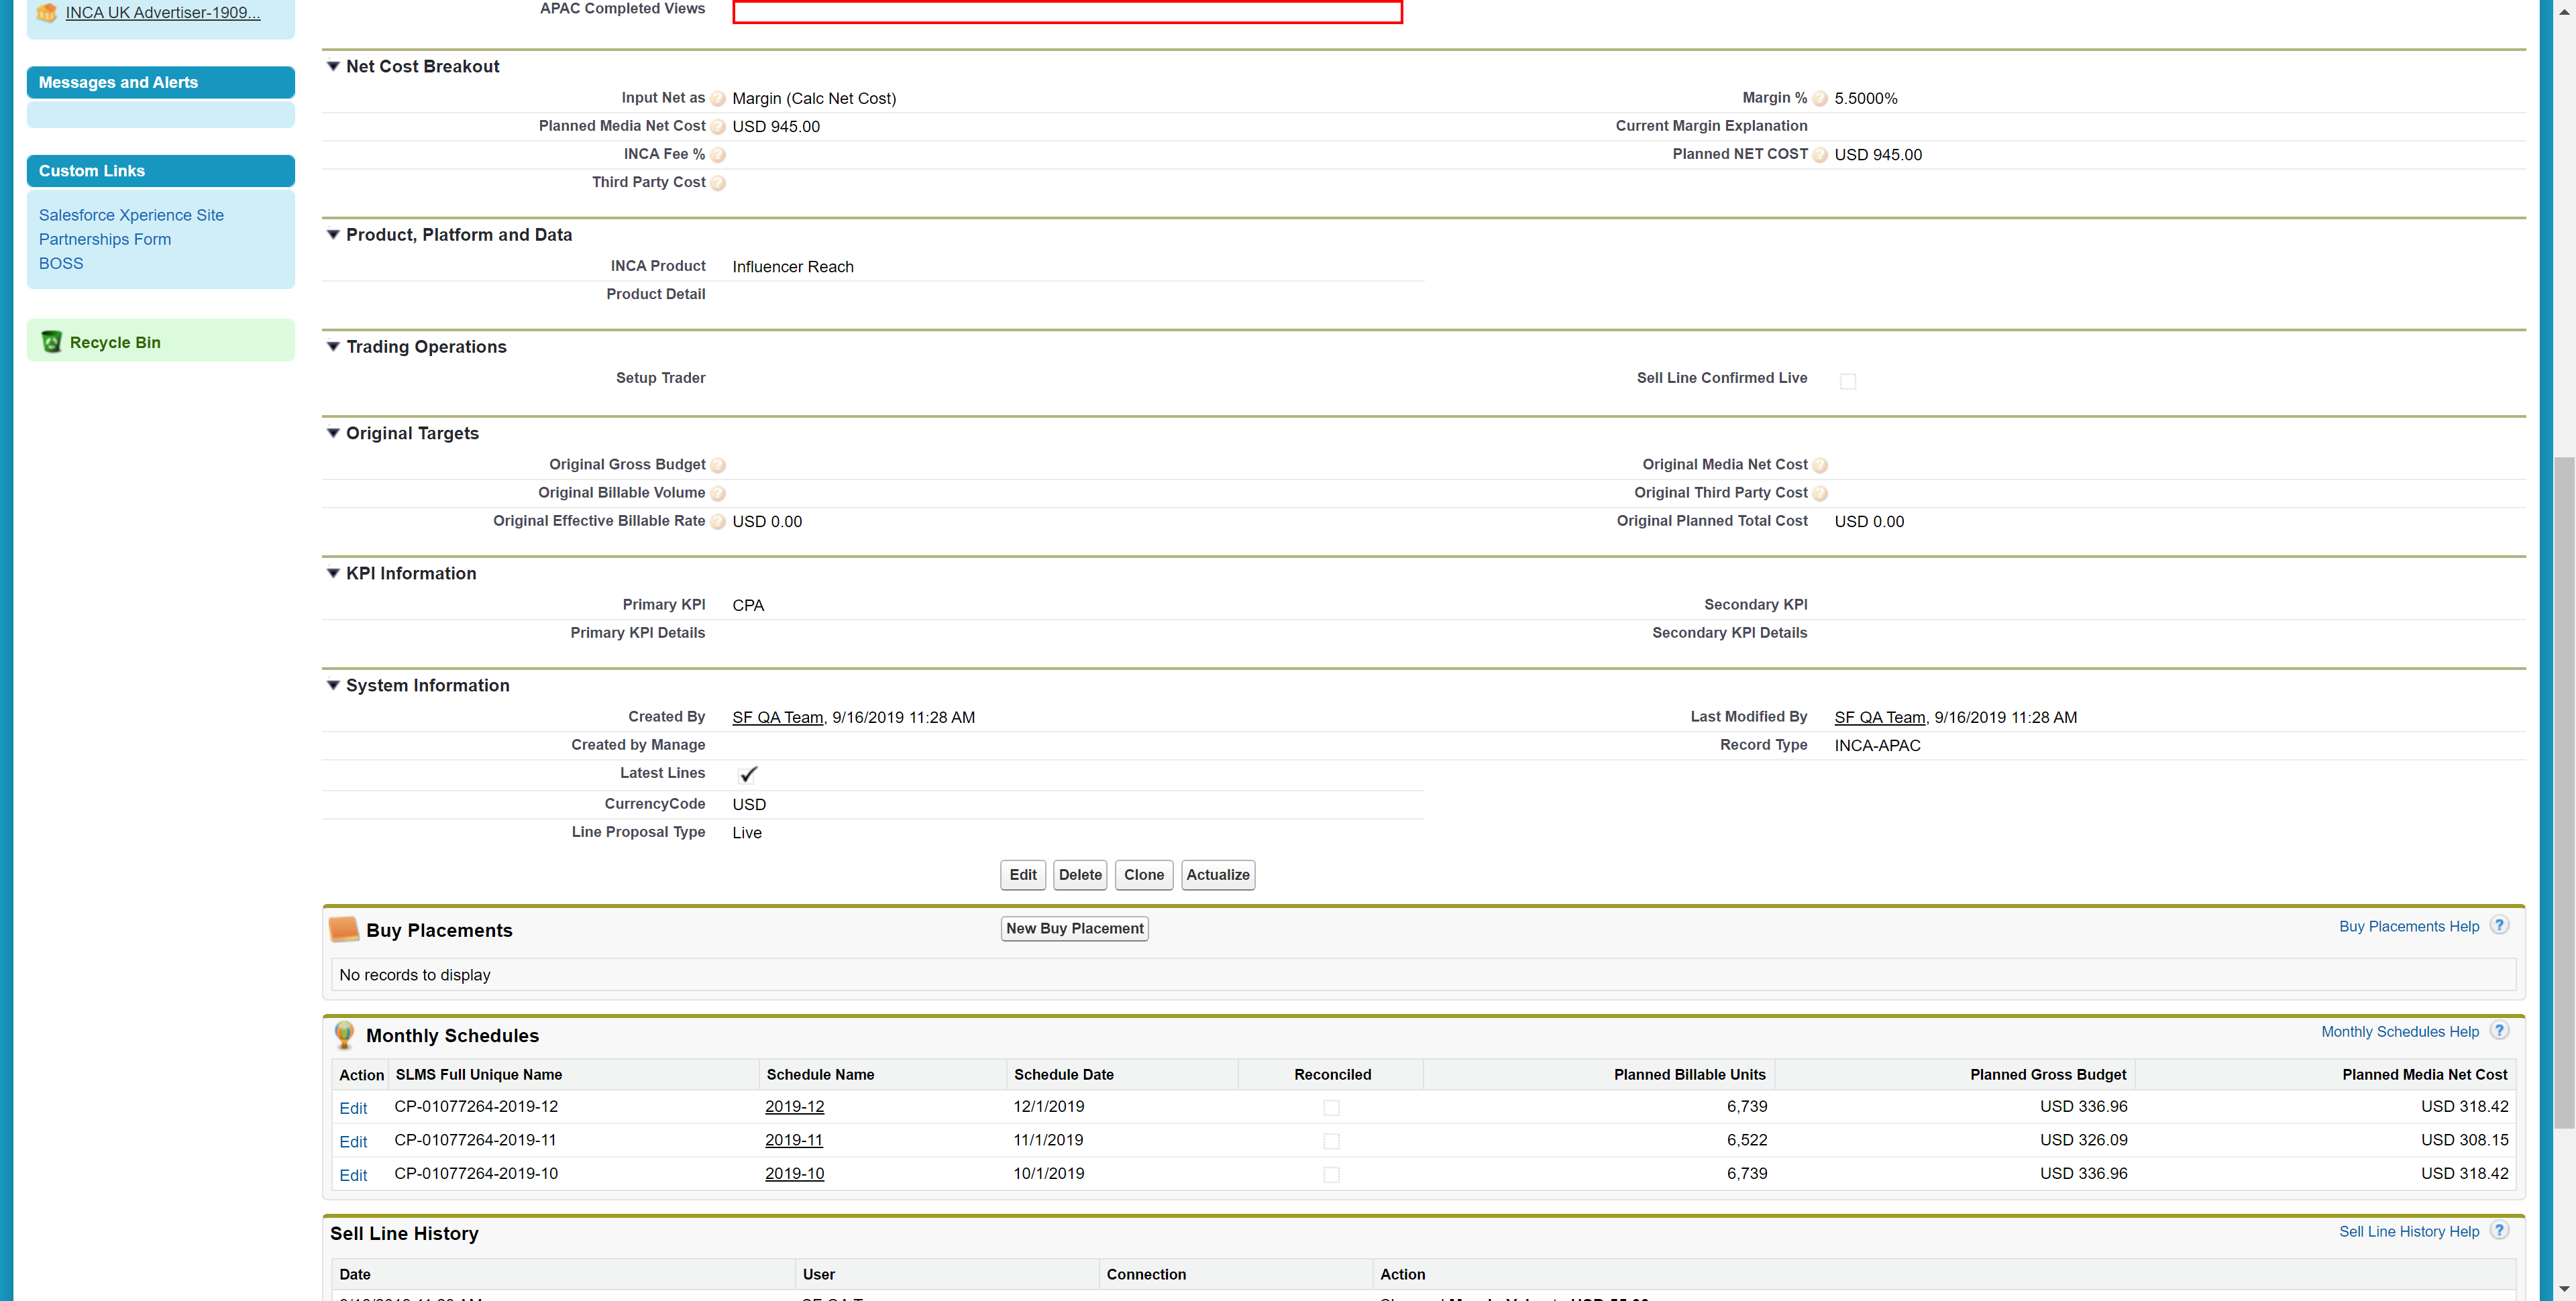 INCA UK Advertiser-1909...
Messages and Alerts
Custom Links
Salesforce Xperience Site
Partnerships Form
BOSS
Recycle Bin
APAC Completed Views
Net Cost Breakout
Input Net as Margin (Calc Net Cost) Margin % 5.5000%
Planned Media Net Cost USD 945.00 Current Margin Explanation
INCA Fee % Planned NET COST USD 945.00
Third Party Cost
Product, Platform and Data
INCA Product Influencer Reach
Product Detail
Trading Operations
Setup Trader Sell Line Confirmed Live
Original Targets
Original Gross Budget Original Media Net Cost
Original Billable Volume Original Third Party Cost
Original Effective Billable Rate USD 0.00 Original Planned Total Cost USD 0.00
KPI Information
Primary KPI CPA Secondary KPI
Primary KPI Details Secondary KPI Details
System Information
Created By SF QA Team, 9/16/2019 11:28 AM Last Modified By SF QA Team, 9/16/2019 11:28 AM
Created by Manage Record Type INCA-APAC
Latest Lines
CurrencyCode USD
Line Proposal Type Live
Edit Delete Clone Actualize
Buy Placements New Buy Placement Buy Placements Help ?
No records to display
Monthly Schedules Monthly Schedules Help ?
Action SLMS Full Unique Name Schedule Name Schedule Date Reconciled Planned Billable Units Planned Gross Budget Planned Media Net Cost
Edit CP-01077264-2019-12 2019-12 12/1/2019 6,739 USD 336.96 USD 318.42
Edit CP-01077264-2019-11 2019-11 11/1/2019 6,522 USD 326.09 USD 308.15
Edit CP-01077264-2019-10 2019-10 10/1/2019 6,739 USD 336.96 USD 318.42
Sell Line History Sell Line History Help ?
Date User Connection Action